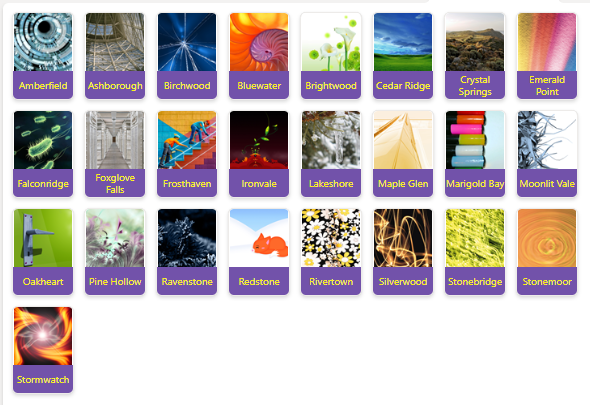 Amberfield
Ashborough
Birchwood
Bluewater
Brightwood
Cedar Ridge
Crystal
Springs
Emerald
Point
Falconridge
Foxglove
Falls
Frosthaven
Ironvale
Lakeshore
Maple Glen
Marigold Bay
Moonlit Vale
Oakheart
Pine Hollow
Ravenstone
Redstone
Rivertown
Silverwood
Stonebridge
Stonemoor
Stormwatch